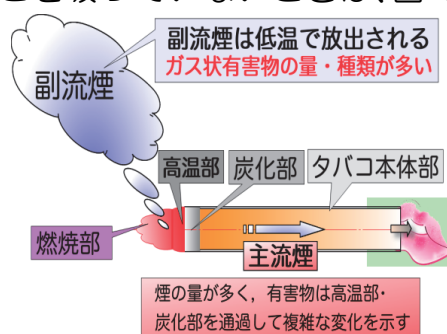 副流煙は低温で放出される
ガス状有害物の量・種類が多い
副流煙
高温部
炭化部
タバコ本体部
燃焼部
主流煙
煙の量が多く，有害物は高温部・
炭化部を通過して複雑な変化を示す